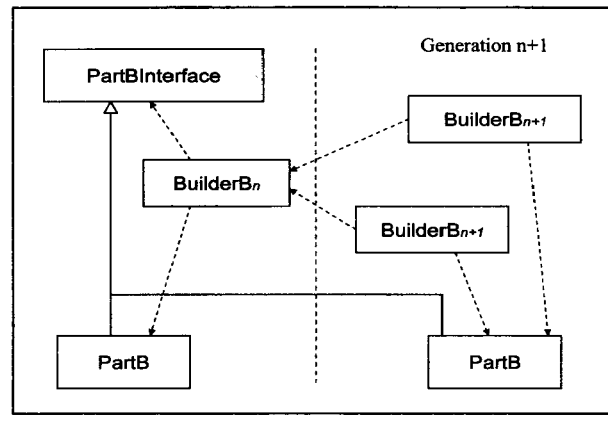 Generation n+1
PartBInterface
BuilderBn+1
BuilderBn
BuilderBn+1
PartB
PartB